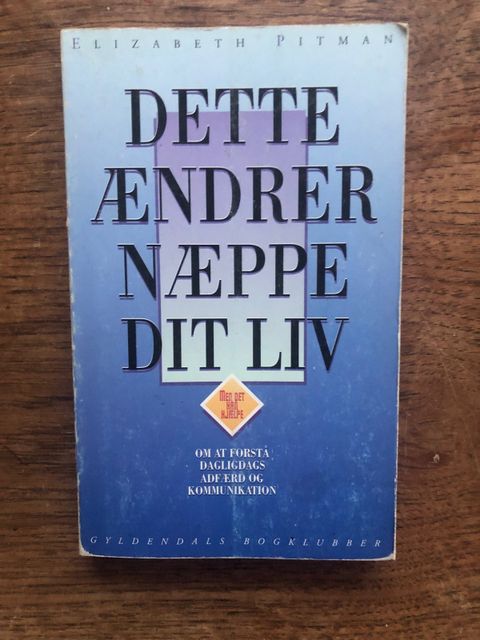 ELIZABETH PITMAN
DETTE
ÆNDRER
NÆPPE
DIT LIV
MEN DET
KAN
HJÆLPE
OM AT FORSTÅ
DAGLIGDAGS
ADFÆRD OG
KOMMUNIKATION
GYLDENDALS BOGKLUBBER